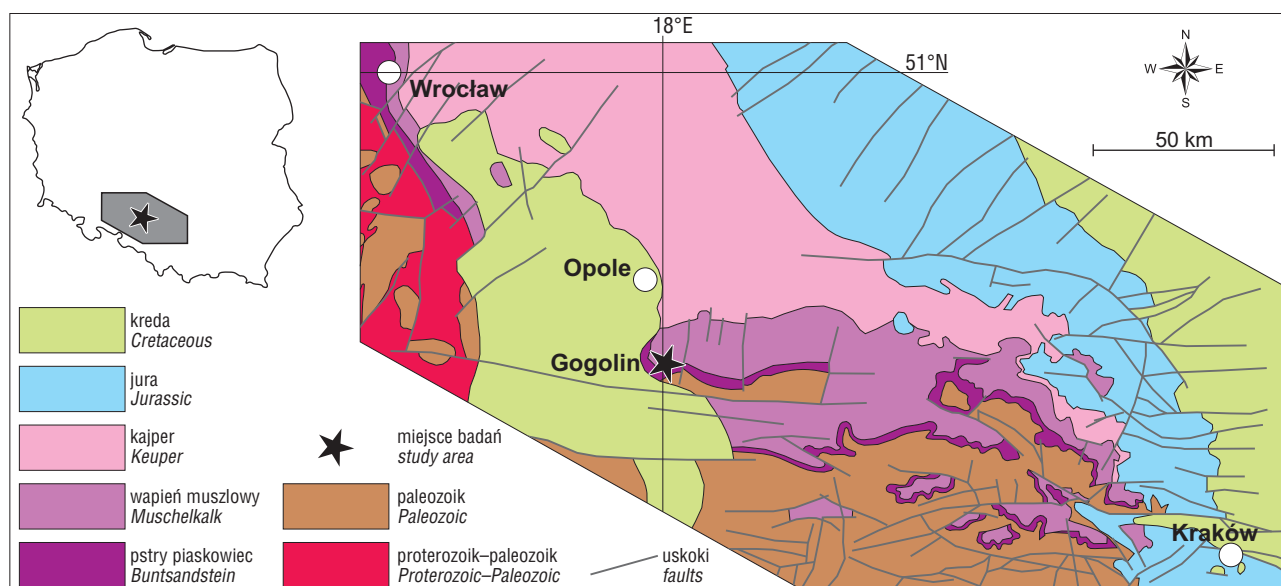 18°E
51°N
N
W E
S
50 km
Wrocław
Opole
Gogolin
Kraków
kreda
Cretaceous
jura
Jurassic
kajper
Keuper
wapień muszlowy
Muschelkalk
pstry piaskowiec
Buntsandstein
miejsce badań
study area
paleozoik
Paleozoic
proterozoik–paleozoik
Proterozoic–Paleozoic
uskoki
faults